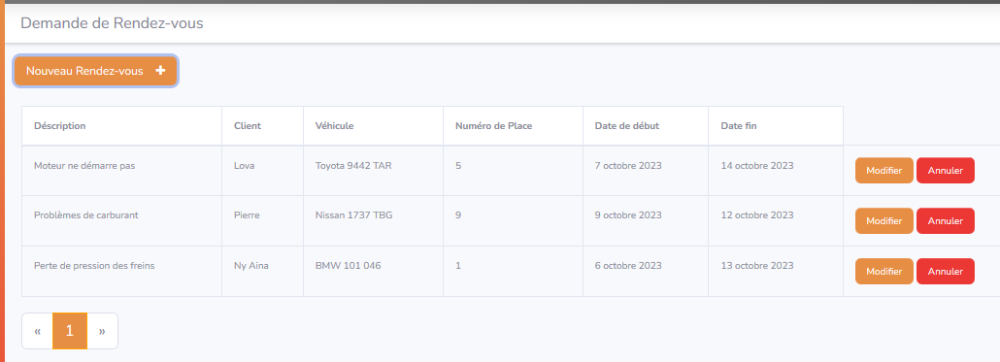 Demande de Rendez-vous
Nouveau Rendez-vous +
Déscription Client Véhicule Numéro de Place Date de début Date fin
Moteur ne démarre pas Lova Toyota 9442 TAR 5 7 octobre 2023 14 octobre 2023 Modifier Annuler
Problèmes de carburant Pierre Nissan 1737 TBG 9 9 octobre 2023 12 octobre 2023 Modifier Annuler
Perte de pression des freins Ny Aina BMW 101 046 1 6 octobre 2023 13 octobre 2023 Modifier Annuler
« 1 »